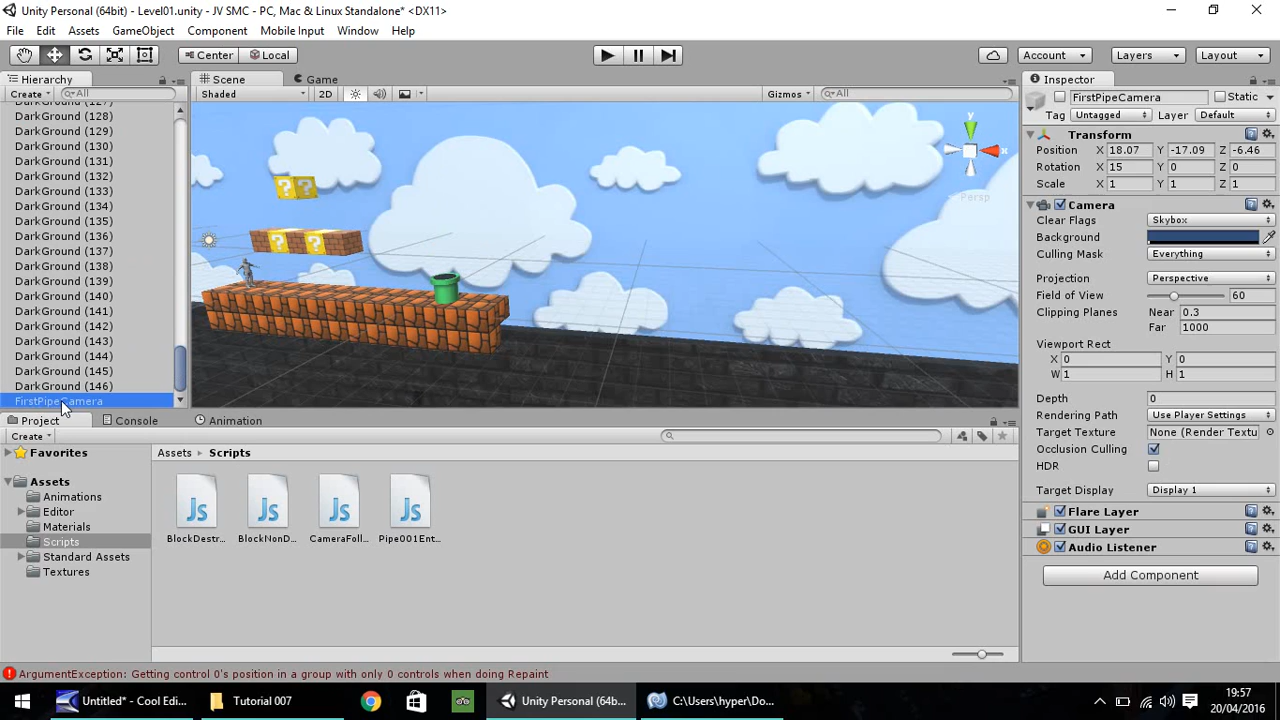 Unity Personal (64bit) - Level01.unity - JV SMC - PC, Mac & Linux Standalone* <DX11>
File Edit Assets GameObject Component Mobile Input Window Help
Center Local Account Layers Layout
Hierarchy Scene Game Inspector
Create All Shaded 2D Gizmos All FirstPipeCamera Static
Tag Untagged Layer Default
DarkGround (127)
DarkGround (128)
DarkGround (129)
DarkGround (130)
DarkGround (131)
DarkGround (132)
DarkGround (133)
DarkGround (134)
DarkGround (135)
DarkGround (136)
DarkGround (137)
DarkGround (138)
DarkGround (139)
DarkGround (140)
DarkGround (141)
DarkGround (142)
DarkGround (143)
DarkGround (144)
DarkGround (145)
DarkGround (146)
FirstPipeCamera
y
x
Persp
? ?
? ?
Transform
Position X 18.07 Y -17.09 Z -6.46
Rotation X 15 Y 0 Z 0
Scale X 1 Y 1 Z 1
Camera
Clear Flags Skybox
Background
Culling Mask Everything
Projection Perspective
Field of View 60
Clipping Planes Near 0.3
Far 1000
Viewport Rect
X 0 Y 0
W 1 H 1
Depth 0
Rendering Path Use Player Settings
Target Texture None (Render Textu
Occlusion Culling
HDR
Target Display Display 1
Flare Layer
GUI Layer
Audio Listener
Add Component
Project Console Animation
Create
Favorites
Assets
Animations
Editor
Materials
Scripts
Standard Assets
Textures
Assets Scripts
Js Js Js Js
BlockDestr... BlockNonD... CameraFoll... Pipe001Ent...
ArgumentException: Getting control 0's position in a group with only 0 controls when doing Repaint
Untitled* - Cool Edi... Tutorial 007 Unity Personal (64b... C:\Users\hyper\Do...
19:57
20/04/2016